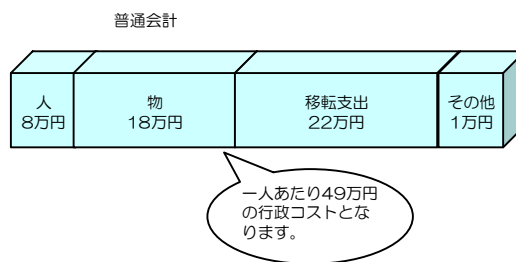 普通会計
人
8万円
物
18万円
移転支出
22万円
その他
1万円
一人あたり49万円
の行政コストとな
ります。